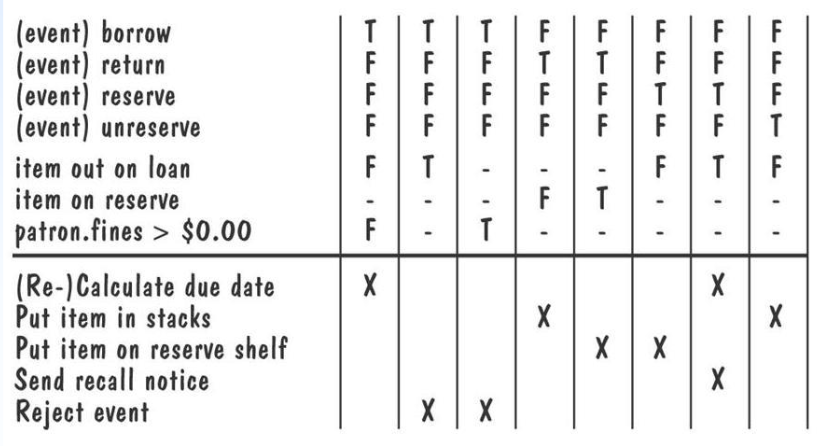 (event) borrow T T T F F F F F
(event) return F F F T T F F F
(event) reserve F F F F F T T F
(event) unreserve F F F F F F F T
item out on loan F T - - - F T F
item on reserve - - - F T - - -
patron.fines > $0.00 F - T - - - - -
(Re-)Calculate due date X X
Put item in stacks X X
Put item on reserve shelf X X
Send recall notice X
Reject event X X